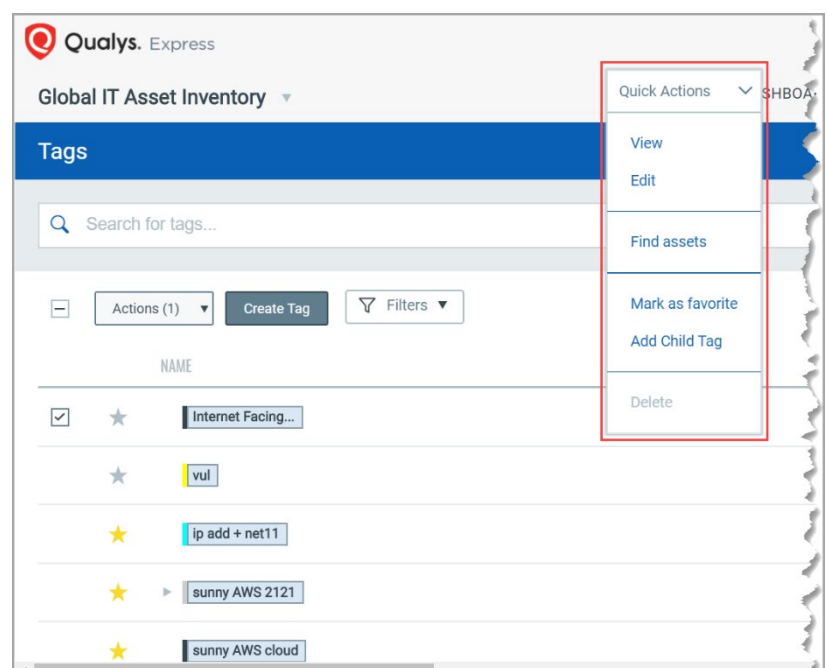 Qualys. Express
Global IT Asset Inventory
Quick Actions
SHBOA
Tags
View
Edit
Search for tags...
Find assets
Actions (1)
Create Tag
Filters
Mark as favorite
Add Child Tag
NAME
Delete
Internet Facing...
vul
ip add + net11
sunny AWS 2121
sunny AWS cloud